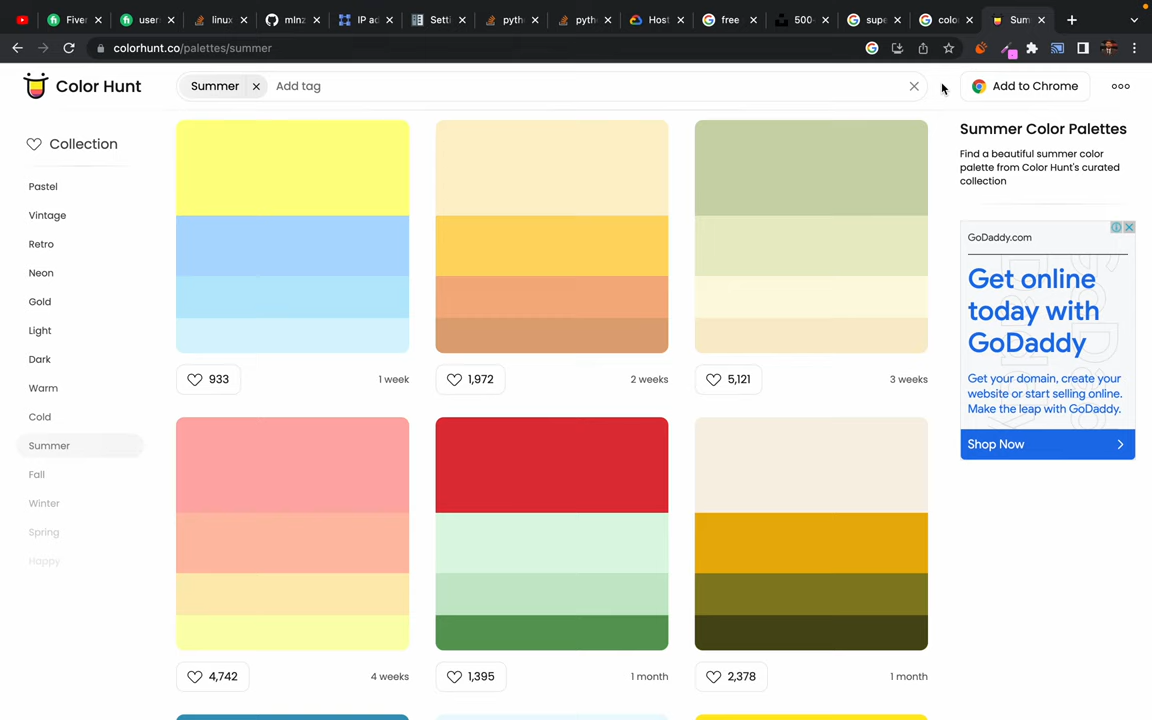 Five
user
linux
mln
IP ad
Setti
pyth
pyth
Host
free
500
supe
color
Sum
colorhunt.co/palettes/summer
Color Hunt
Summer
Add tag
Add to Chrome
Collection
Pastel
Vintage
Retro
Neon
Gold
Light
Dark
Warm
Cold
Summer
Fall
Winter
Spring
Happy
933 1 week
1,972 2 weeks
5,121 3 weeks
4,742 4 weeks
1,395 1 month
2,378 1 month
Summer Color Palettes
Find a beautiful summer color
palette from Color Hunt's curated
collection
GoDaddy.com
Get online
today with
GoDaddy
Get your domain, create your
website or start selling online.
Make the leap with GoDaddy.
Shop Now